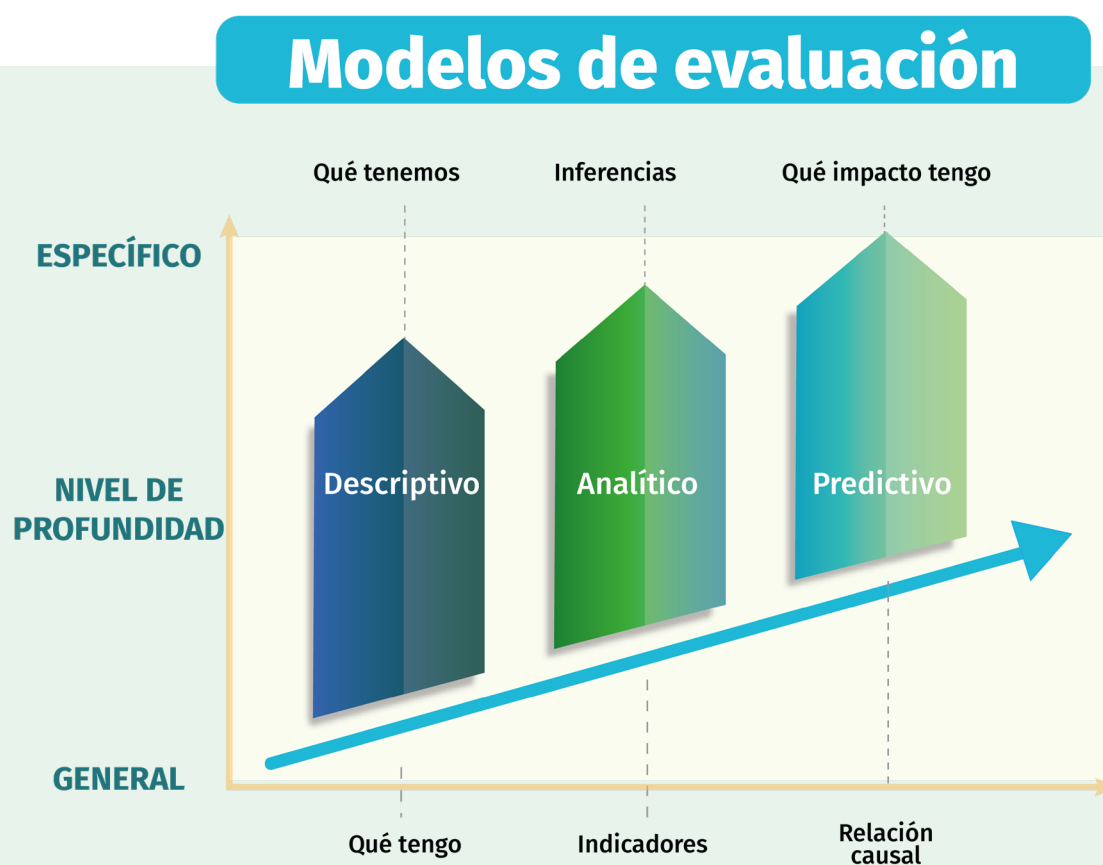 Modelos de evaluación
Qué tenemos
Inferencias
Qué impacto tengo
ESPECÍFICO
Descriptivo
Analítico
Predictivo
NIVEL DE
PROFUNDIDAD
GENERAL
Qué tengo
Indicadores
Relación
causal